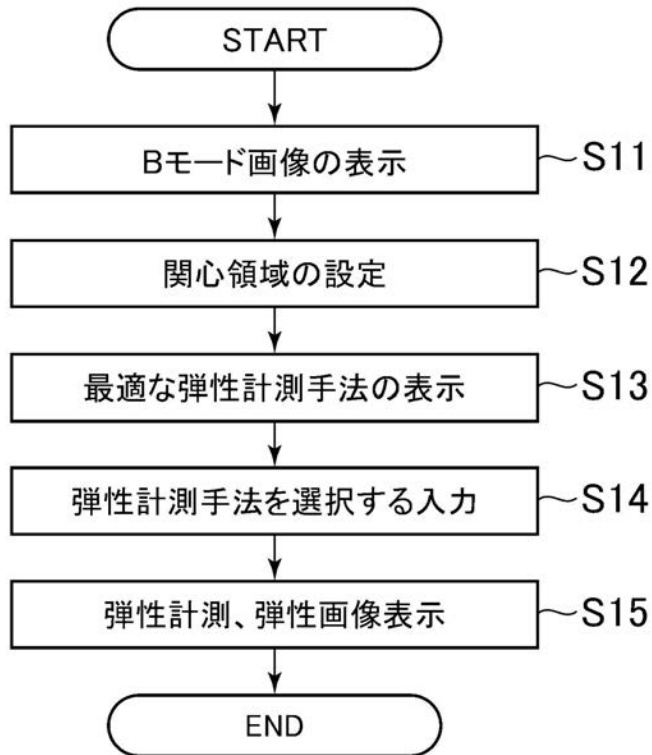 START
Bモード画像の表示
S11
関心領域の設定
S12
最適な弾性計測手法の表示
S13
弾性計測手法を選択する入力
S14
弾性計測、弾性画像表示
S15
END